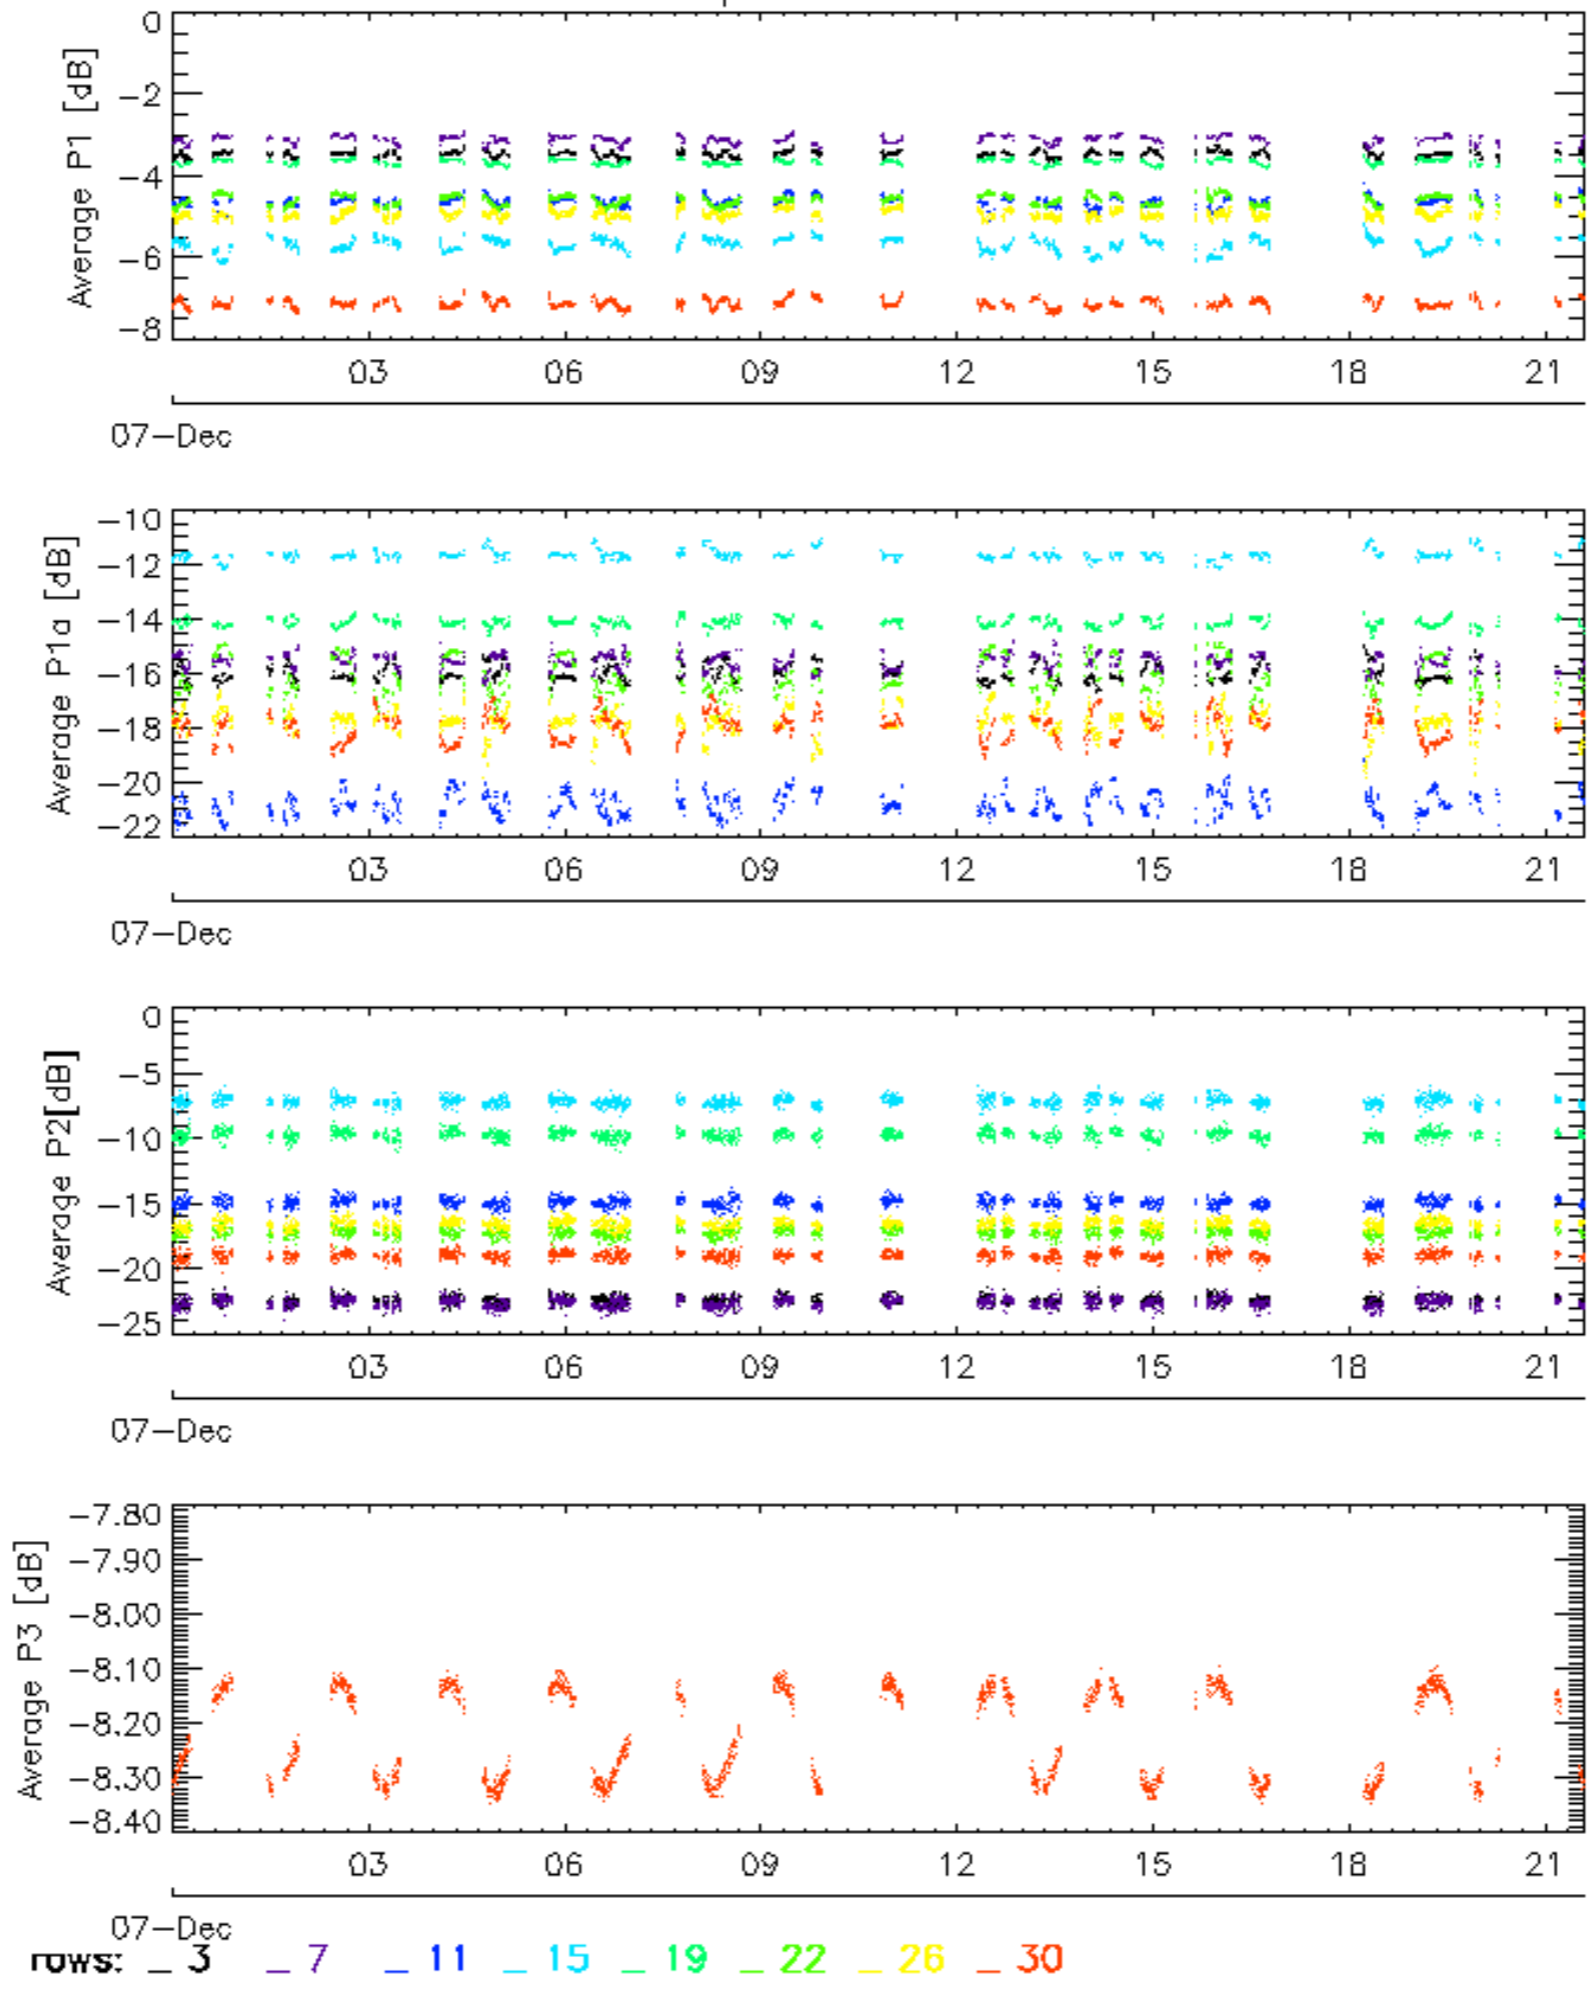 0
-2
-4
-6
-8
Average P1 [dB]
03 06 09 12 15 18 21
07-Dec
-10
-12
-14
-16
-18
-20
-22
Average P1a [dB]
03 06 09 12 15 18 21
07-Dec
0
-5
-10
-15
-20
-25
Average P2[dB]
03 06 09 12 15 18 21
07-Dec
-7.80
-7.90
-8.00
-8.10
-8.20
-8.30
-8.40
Average P3 [dB]
03 06 09 12 15 18 21
07-Dec
rows: _ 3 _ 7 _ 11 _ 15 _ 19 _ 22 _ 26 _ 30